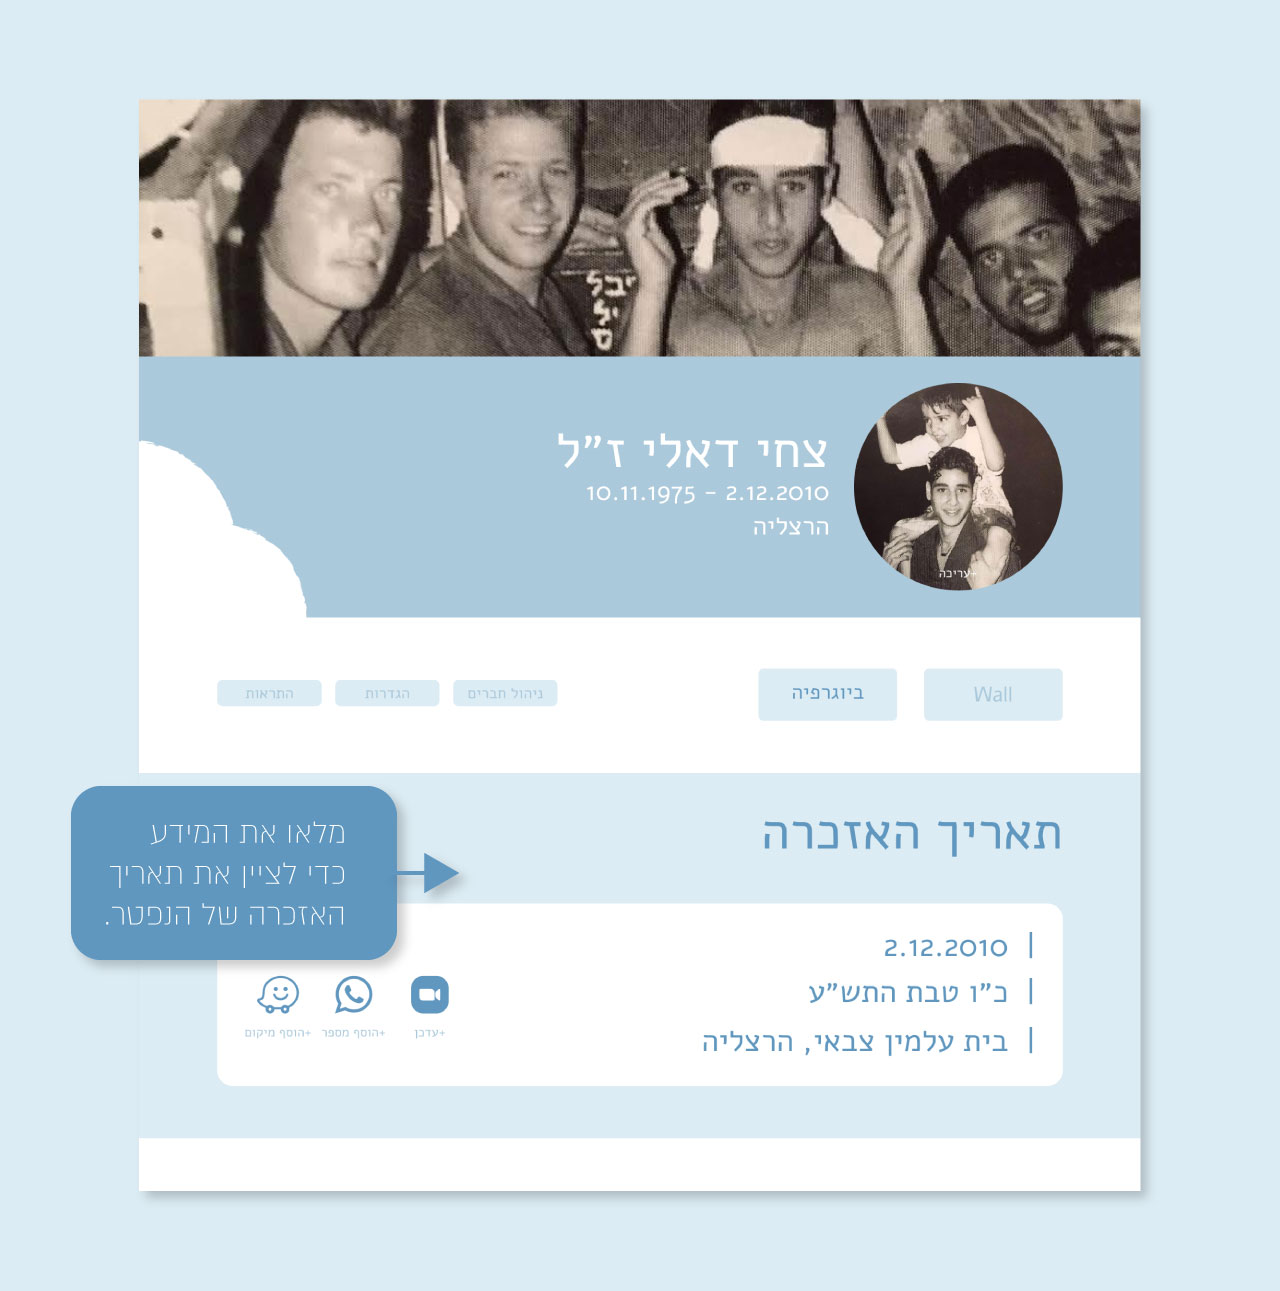 יבל
יל
ס
צחי דאלי ז"ל
10.11.1975 - 2.12.2010
הרצליה
+עריכה
Wall
ביוגרפיה
ניהול חברים
הגדרות
התראות
תאריך האזכרה
מלאו את המידע
כדי לציין את תאריך
האזכרה של הנפטר.
2.12.2010
כ"ו טבת התש"ע
בית עלמין צבאי, הרצליה
+עדכן
+הוסף מספר
+הוסף מיקום